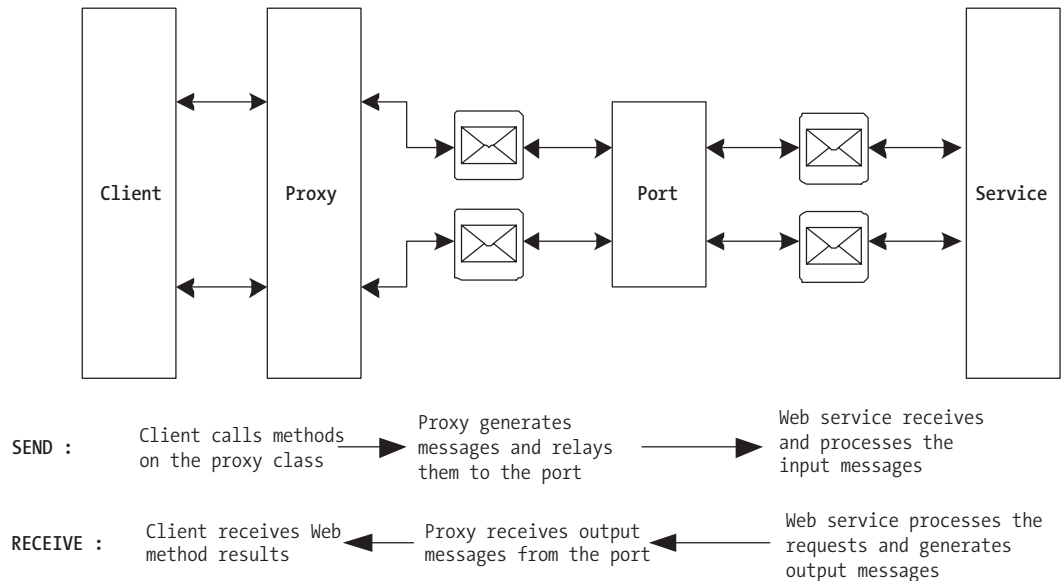 Client
Proxy
Port
Service
SEND :
Client calls methods
on the proxy class
Proxy generates
messages and relays
them to the port
Web service receives
and processes the
input messages
RECEIVE :
Client receives Web
method results
Proxy receives output
messages from the port
Web service processes the
requests and generates
output messages